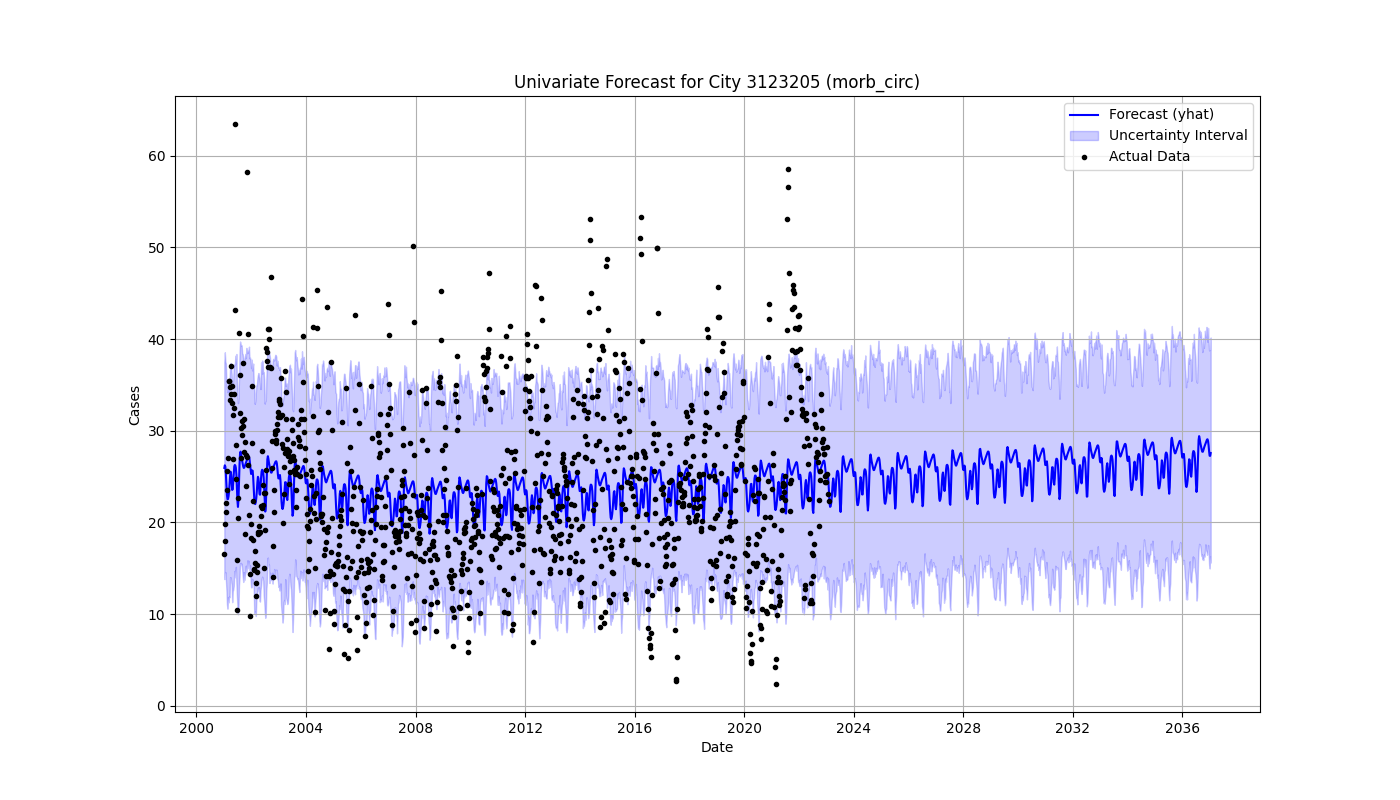 Univariate Forecast for City 3123205 (morb_circ)
Forecast (yhat)
Uncertainty Interval
Actual Data
Cases
60
50
40
30
20
10
0
2000 2004 2008 2012 2016 2020 2024 2028 2032 2036
Date